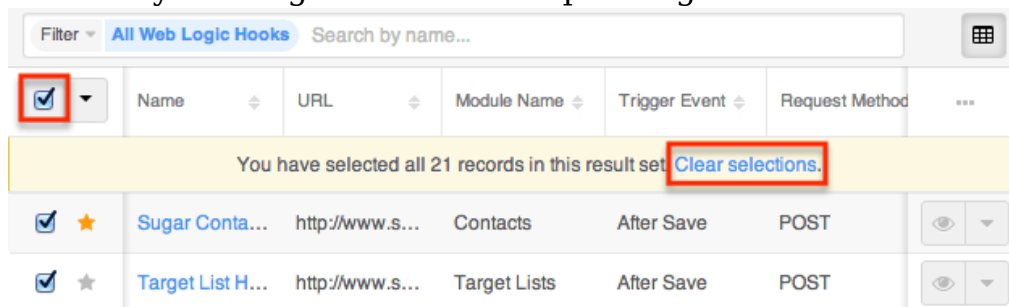 Filter All Web Logic Hooks Search by name...
Name URL Module Name Trigger Event Request Method
You have selected all 21 records in this result set. Clear selections.
Sugar Conta... http://www.s... Contacts After Save POST
Target List H... http://www.s... Target Lists After Save POST